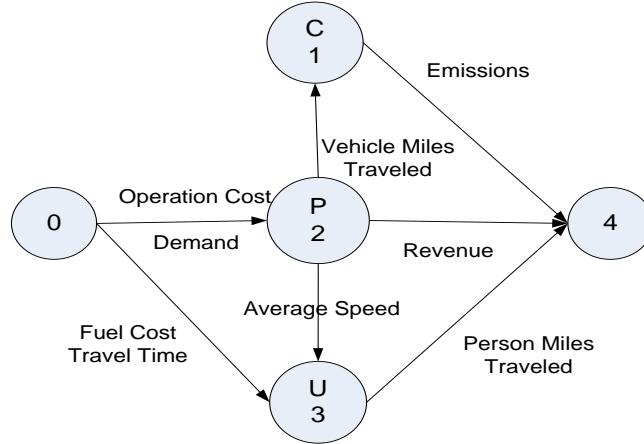 C
1
Emissions
Vehicle Miles
Traveled
Operation Cost
0
P
2
4
Demand
Revenue
Average Speed
Fuel Cost
Travel Time
Person Miles
Traveled
U
3